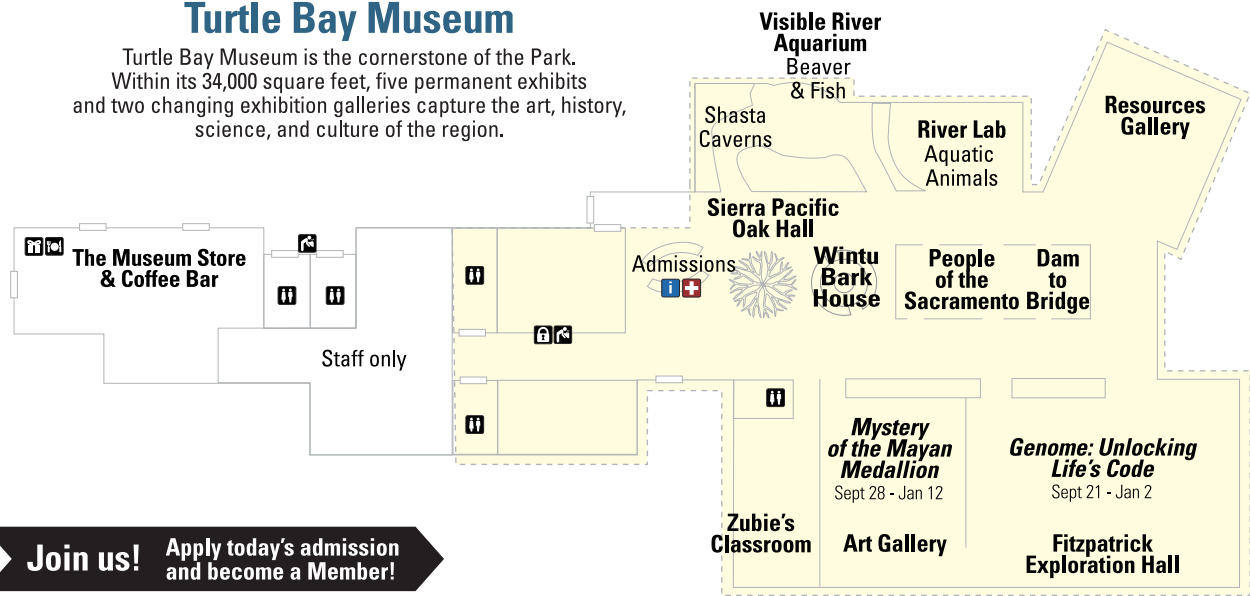 Turtle Bay Museum
Turtle Bay Museum is the cornerstone of the Park.
Within its 34,000 square feet, five permanent exhibits
and two changing exhibition galleries capture the art, history,
science, and culture of the region.
Visible River
Aquarium
Beaver
& Fish
Shasta
Caverns
River Lab
Aquatic
Animals
Resources
Gallery
Sierra Pacific
Oak Hall
The Museum Store
& Coffee Bar
Admissions
i
Wintu
Bark
House
People
of the
Sacramento
Dam
to
Bridge
Staff only
Mystery
of the Mayan
Medallion
Sept 28 - Jan 12
Genome: Unlocking
Life's Code
Sept 21 - Jan 2
Zubie's
Classroom
Art Gallery
Fitzpatrick
Exploration Hall
Join us!
Apply today's admission
and become a Member!